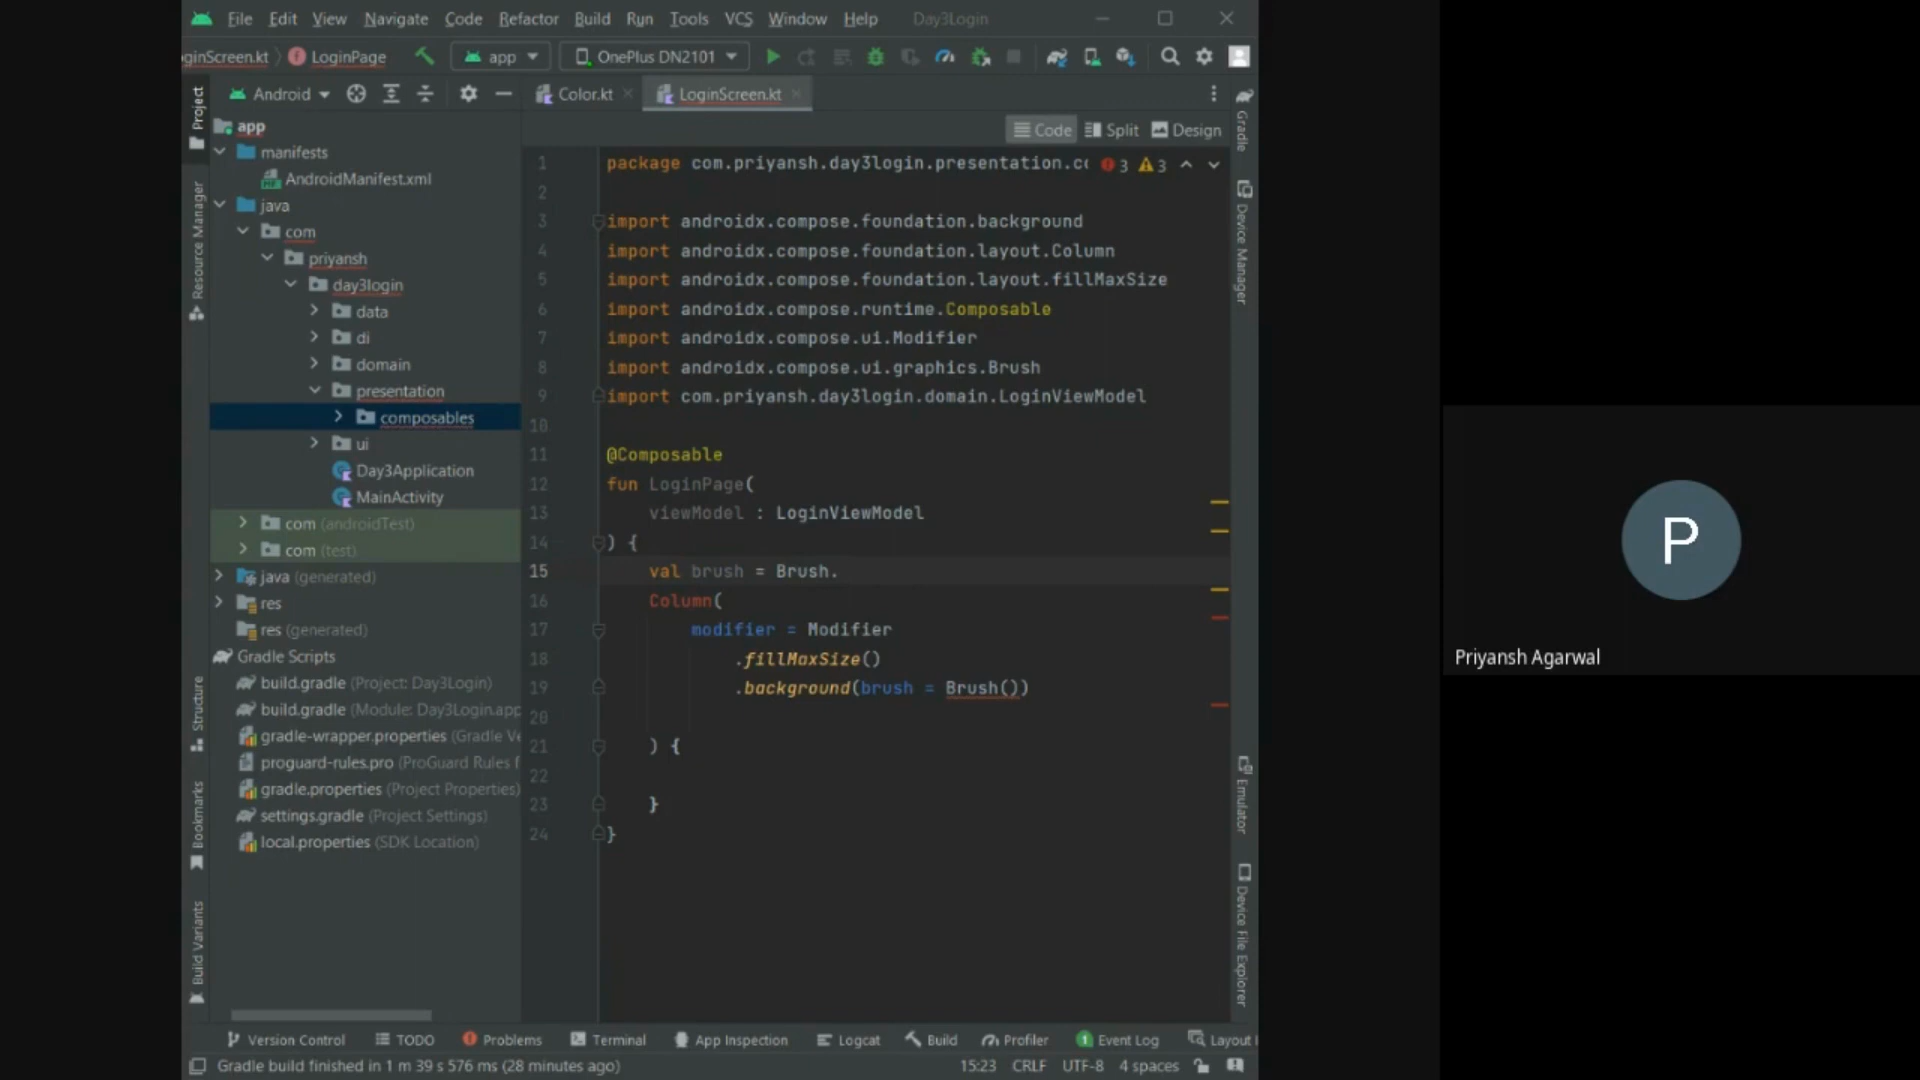 File Edit View Navigate Code Refactor Build Run Tools VCS Window Help Day3Login
ginScreen.kt LoginPage app OnePlus DN2101
Android Color.kt LoginScreen.kt
Code Split Design
Project
Resource Manager
Structure
Bookmarks
Build Variants
app
manifests
AndroidManifest.xml
java
com
priyansh
day3login
data
di
domain
presentation
composables
ui
Day3Application
MainActivity
com (androidTest)
com (test)
java (generated)
res
res (generated)
Gradle Scripts
build.gradle (Project: Day3Login)
build.gradle (Module: Day3Login.app
gradle-wrapper.properties (Gradle Ve
proguard-rules.pro (ProGuard Rules f
gradle.properties (Project Properties)
settings.gradle (Project Settings)
local.properties (SDK Location)
1 package com.priyansh.day3login.presentation.co 3 3
2
3 import androidx.compose.foundation.background
4 import androidx.compose.foundation.layout.Column
5 import androidx.compose.foundation.layout.fillMaxSize
6 import androidx.compose.runtime.Composable
7 import androidx.compose.ui.Modifier
8 import androidx.compose.ui.graphics.Brush
9 import com.priyansh.day3login.domain.LoginViewModel
10
11 @Composable
12 fun LoginPage(
13 viewModel : LoginViewModel
14 ) {
15 val brush = Brush.
16 Column(
17 modifier = Modifier
18 .fillMaxSize()
19 .background(brush = Brush())
20
21 ) {
22
23 }
24 }
Gradle
Device Manager
Emulator
Device File Explorer
Version Control TODO Problems Terminal App Inspection Logcat Build Profiler 1 Event Log Layout I
Gradle build finished in 1 m 39 s 576 ms (28 minutes ago) 15:23 CRLF UTF-8 4 spaces
P
Priyansh Agarwal